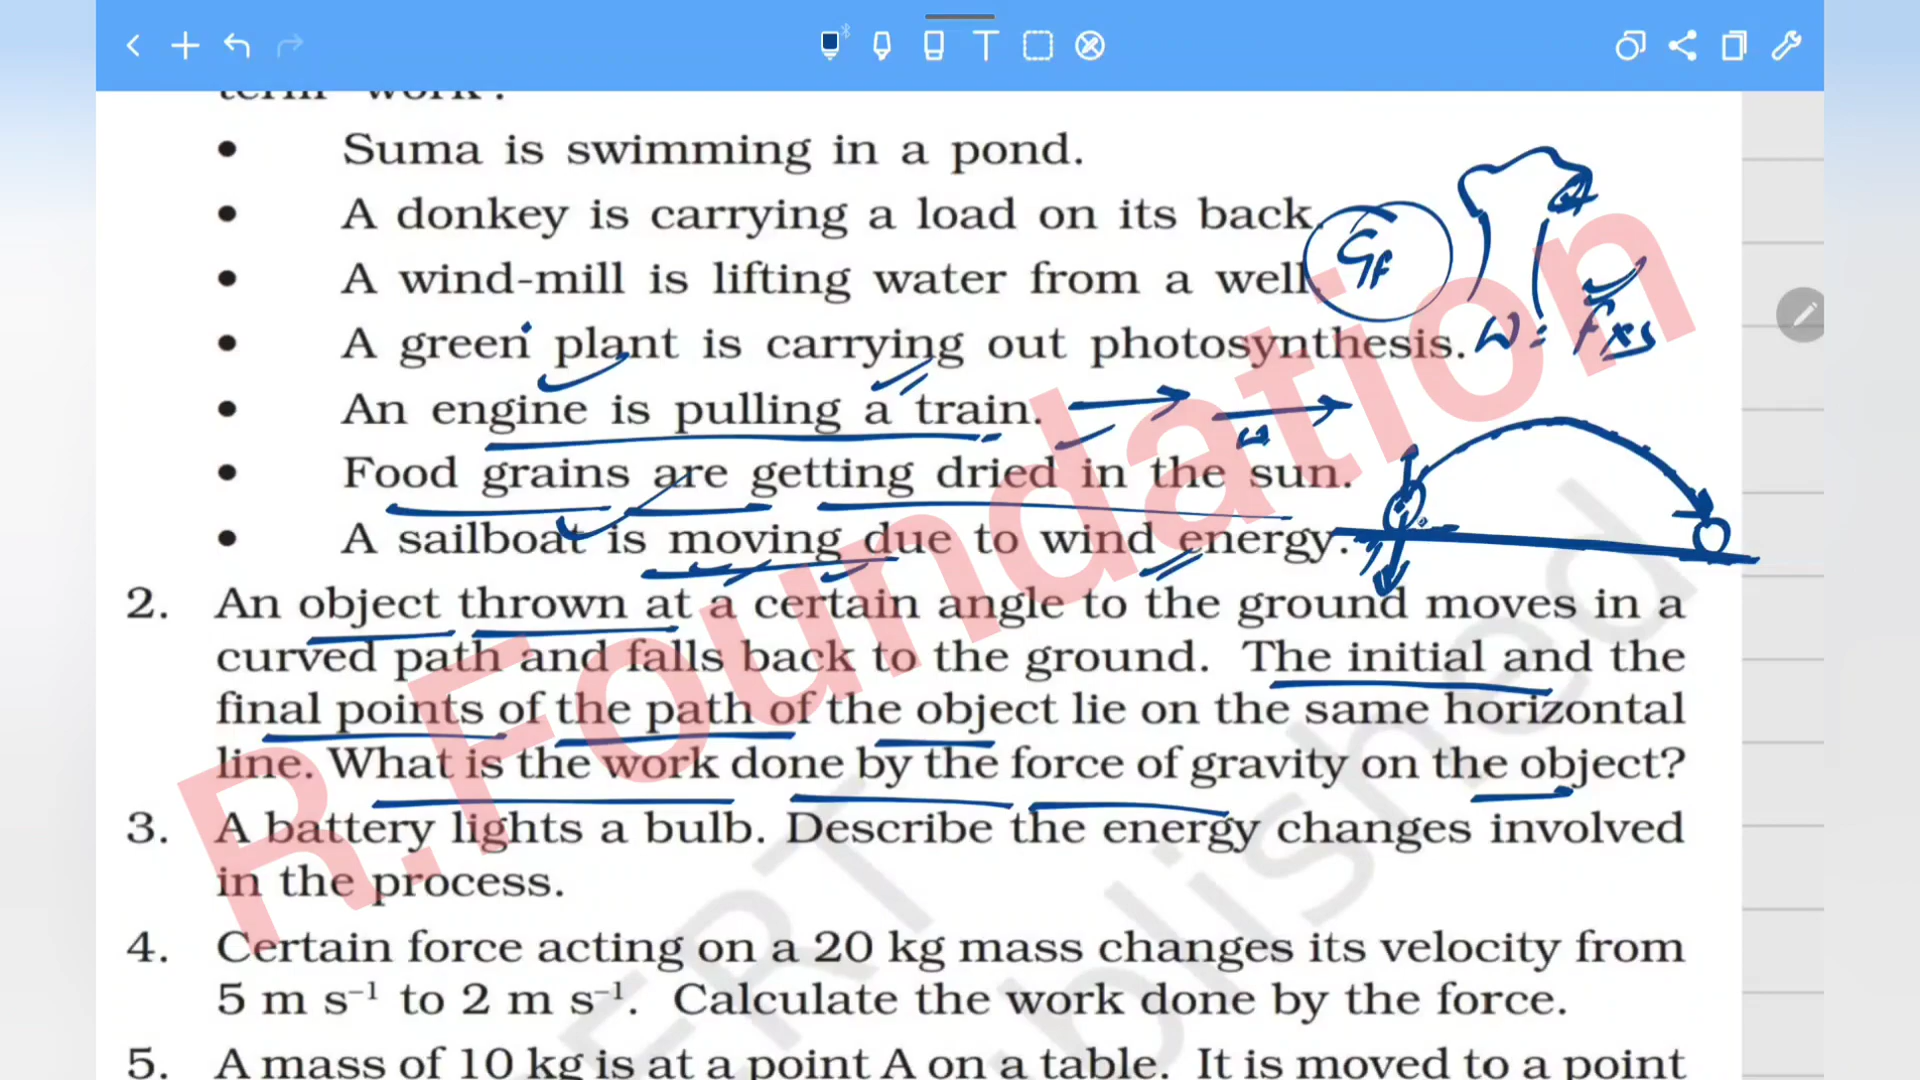 term 'work'.
• Suma is swimming in a pond.
• A donkey is carrying a load on its back.
• A wind-mill is lifting water from a well.
• A green plant is carrying out photosynthesis.
• An engine is pulling a train.
• Food grains are getting dried in the sun.
• A sailboat is moving due to wind energy.
Gf
W = F x s
ω
2. An object thrown at a certain angle to the ground moves in a
curved path and falls back to the ground. The initial and the
final points of the path of the object lie on the same horizontal
line. What is the work done by the force of gravity on the object?
3. A battery lights a bulb. Describe the energy changes involved
in the process.
4. Certain force acting on a 20 kg mass changes its velocity from
5 m s⁻¹ to 2 m s⁻¹. Calculate the work done by the force.
5. A mass of 10 kg is at a point A on a table. It is moved to a point
R.Foundation